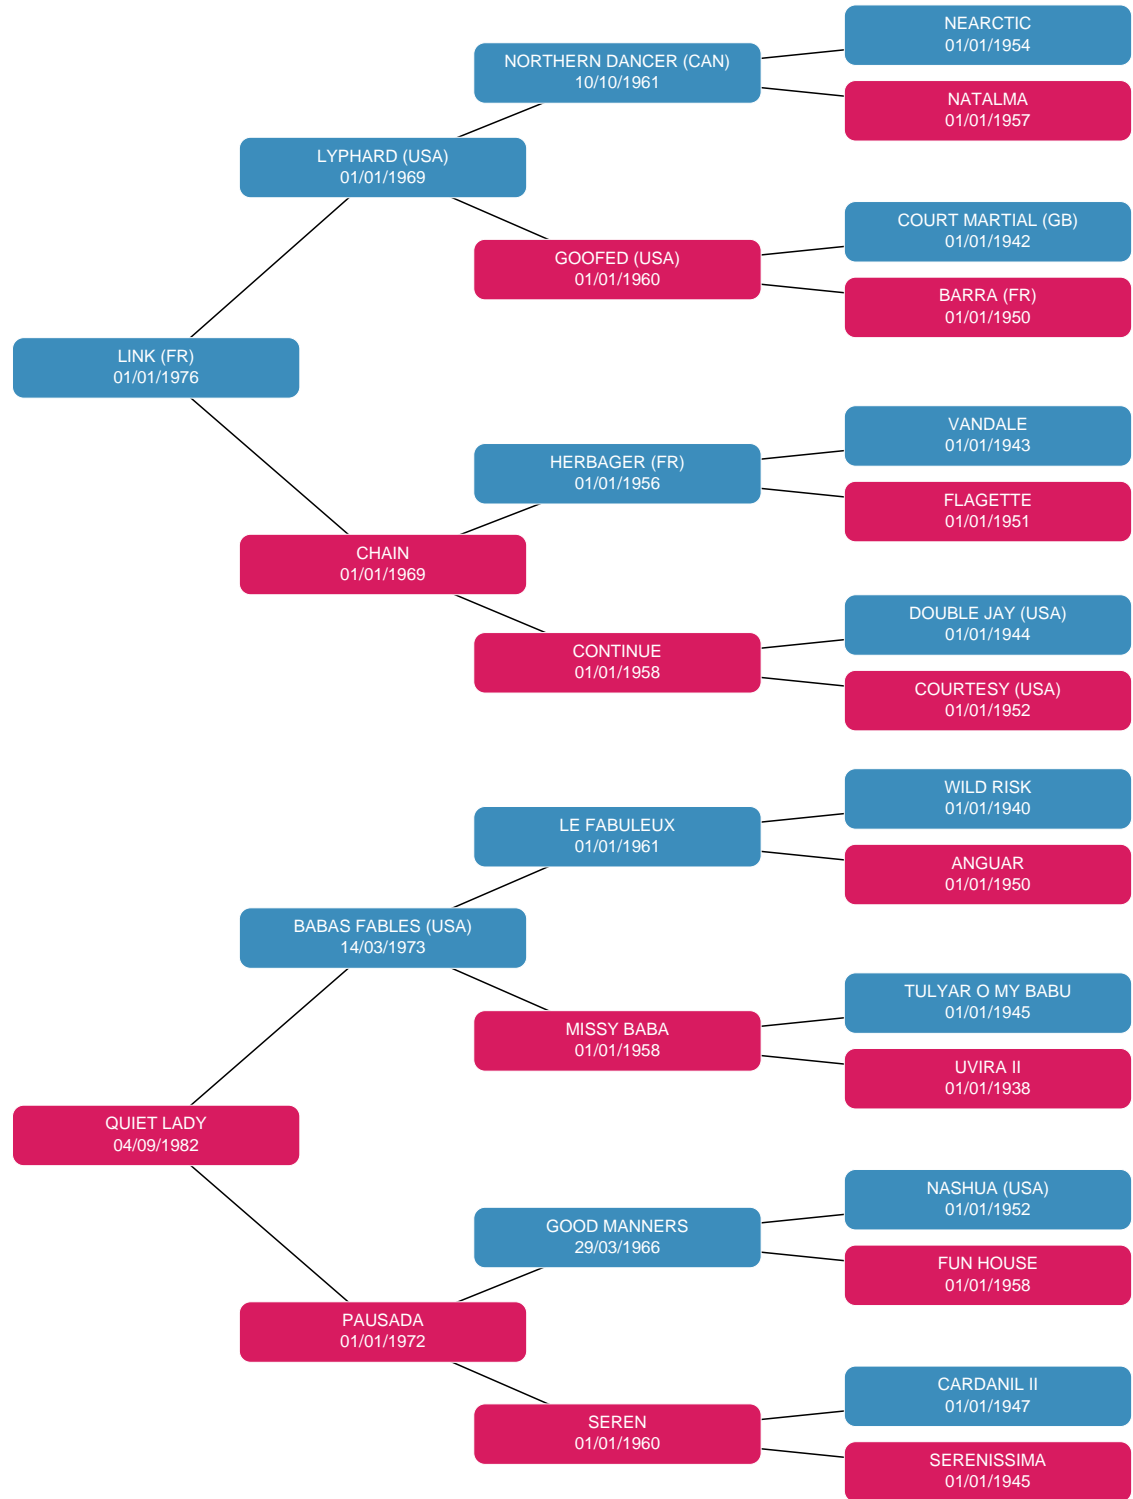 NEARCTIC
01/01/1954
NORTHERN DANCER (CAN)
10/10/1961
NATALMA
01/01/1957
LYPHARD (USA)
01/01/1969
COURT MARTIAL (GB)
01/01/1942
GOOFED (USA)
01/01/1960
BARRA (FR)
01/01/1950
LINK (FR)
01/01/1976
VANDALE
01/01/1943
HERBAGER (FR)
01/01/1956
FLAGETTE
01/01/1951
CHAIN
01/01/1969
DOUBLE JAY (USA)
01/01/1944
CONTINUE
01/01/1958
COURTESY (USA)
01/01/1952
WILD RISK
01/01/1940
LE FABULEUX
01/01/1961
ANGUAR
01/01/1950
BABAS FABLES (USA)
14/03/1973
TULYAR O MY BABU
01/01/1945
MISSY BABA
01/01/1958
UVIRA II
01/01/1938
QUIET LADY
04/09/1982
NASHUA (USA)
01/01/1952
GOOD MANNERS
29/03/1966
FUN HOUSE
01/01/1958
PAUSADA
01/01/1972
CARDANIL II
01/01/1947
SEREN
01/01/1960
SERENISSIMA
01/01/1945